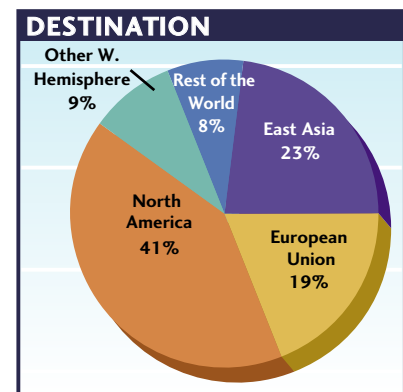 DESTINATION
Other W.
Hemisphere
9%
Rest of the
World
8%
East Asia
23%
North
America
41%
European
Union
19%